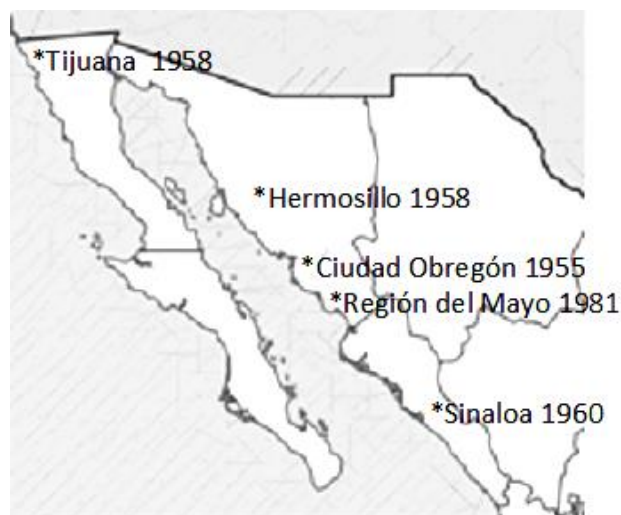 *Tijuana 1958
*Hermosillo 1958
*Ciudad Obregón 1955
*Región del Mayo 1981
*Sinaloa 1960